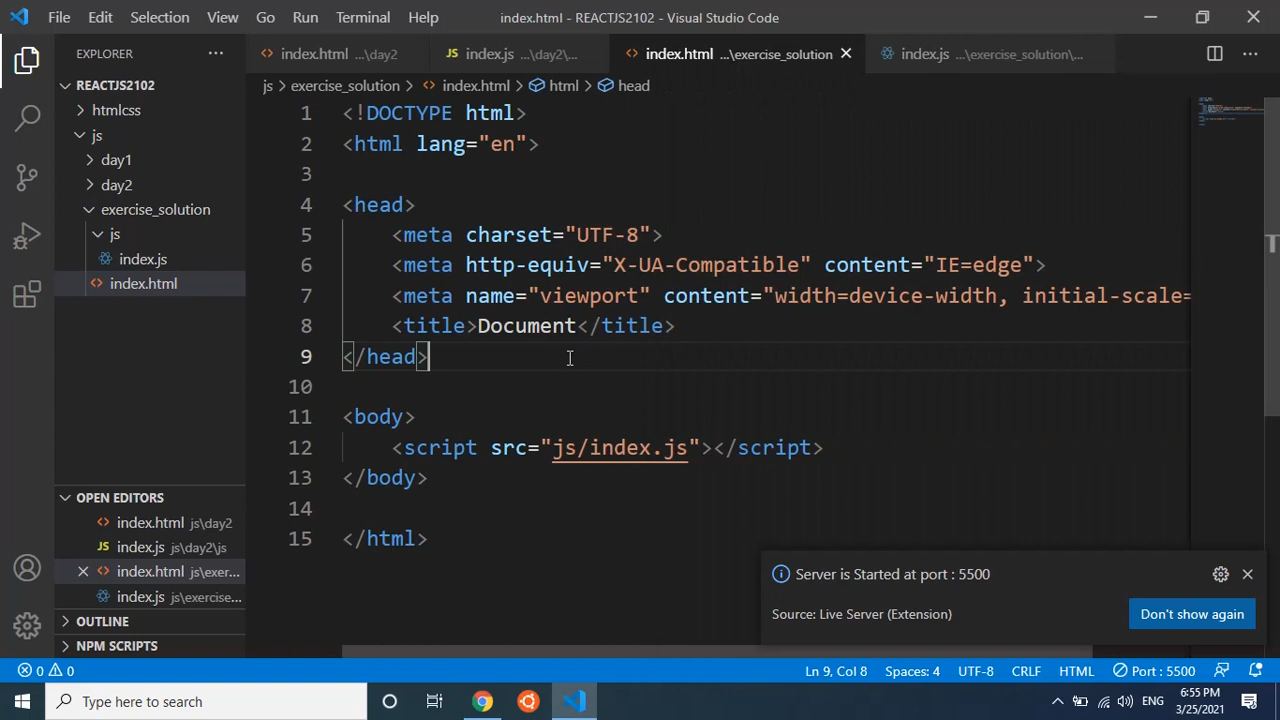 File Edit Selection View Go Run Terminal Help index.html - REACTJS2102 - Visual Studio Code
EXPLORER ···
index.html ...\day2 JS index.js ...\day2\... index.html ...\exercise_solution index.js ...\exercise_solution\... ···
js > exercise_solution > index.html > html > head
REACTJS2102
htmlcss
js
day1
day2
exercise_solution
js
index.js
index.html
1 <!DOCTYPE html>
2 <html lang="en">
3
4 <head>
5 <meta charset="UTF-8">
6 <meta http-equiv="X-UA-Compatible" content="IE=edge">
7 <meta name="viewport" content="width=device-width, initial-scale=
8 <title>Document</title>
9 </head>
10
11 <body>
12 <script src="js/index.js"></script>
13 </body>
14
15 </html>
OPEN EDITORS
index.html js\day2
JS index.js js\day2\js
index.html js\exer...
index.js js\exercise...
OUTLINE
NPM SCRIPTS
Server is Started at port : 5500
Source: Live Server (Extension) Don't show again
0 0 Ln 9, Col 8 Spaces: 4 UTF-8 CRLF HTML Port : 5500
Type here to search ENG 6:55 PM
3/25/2021